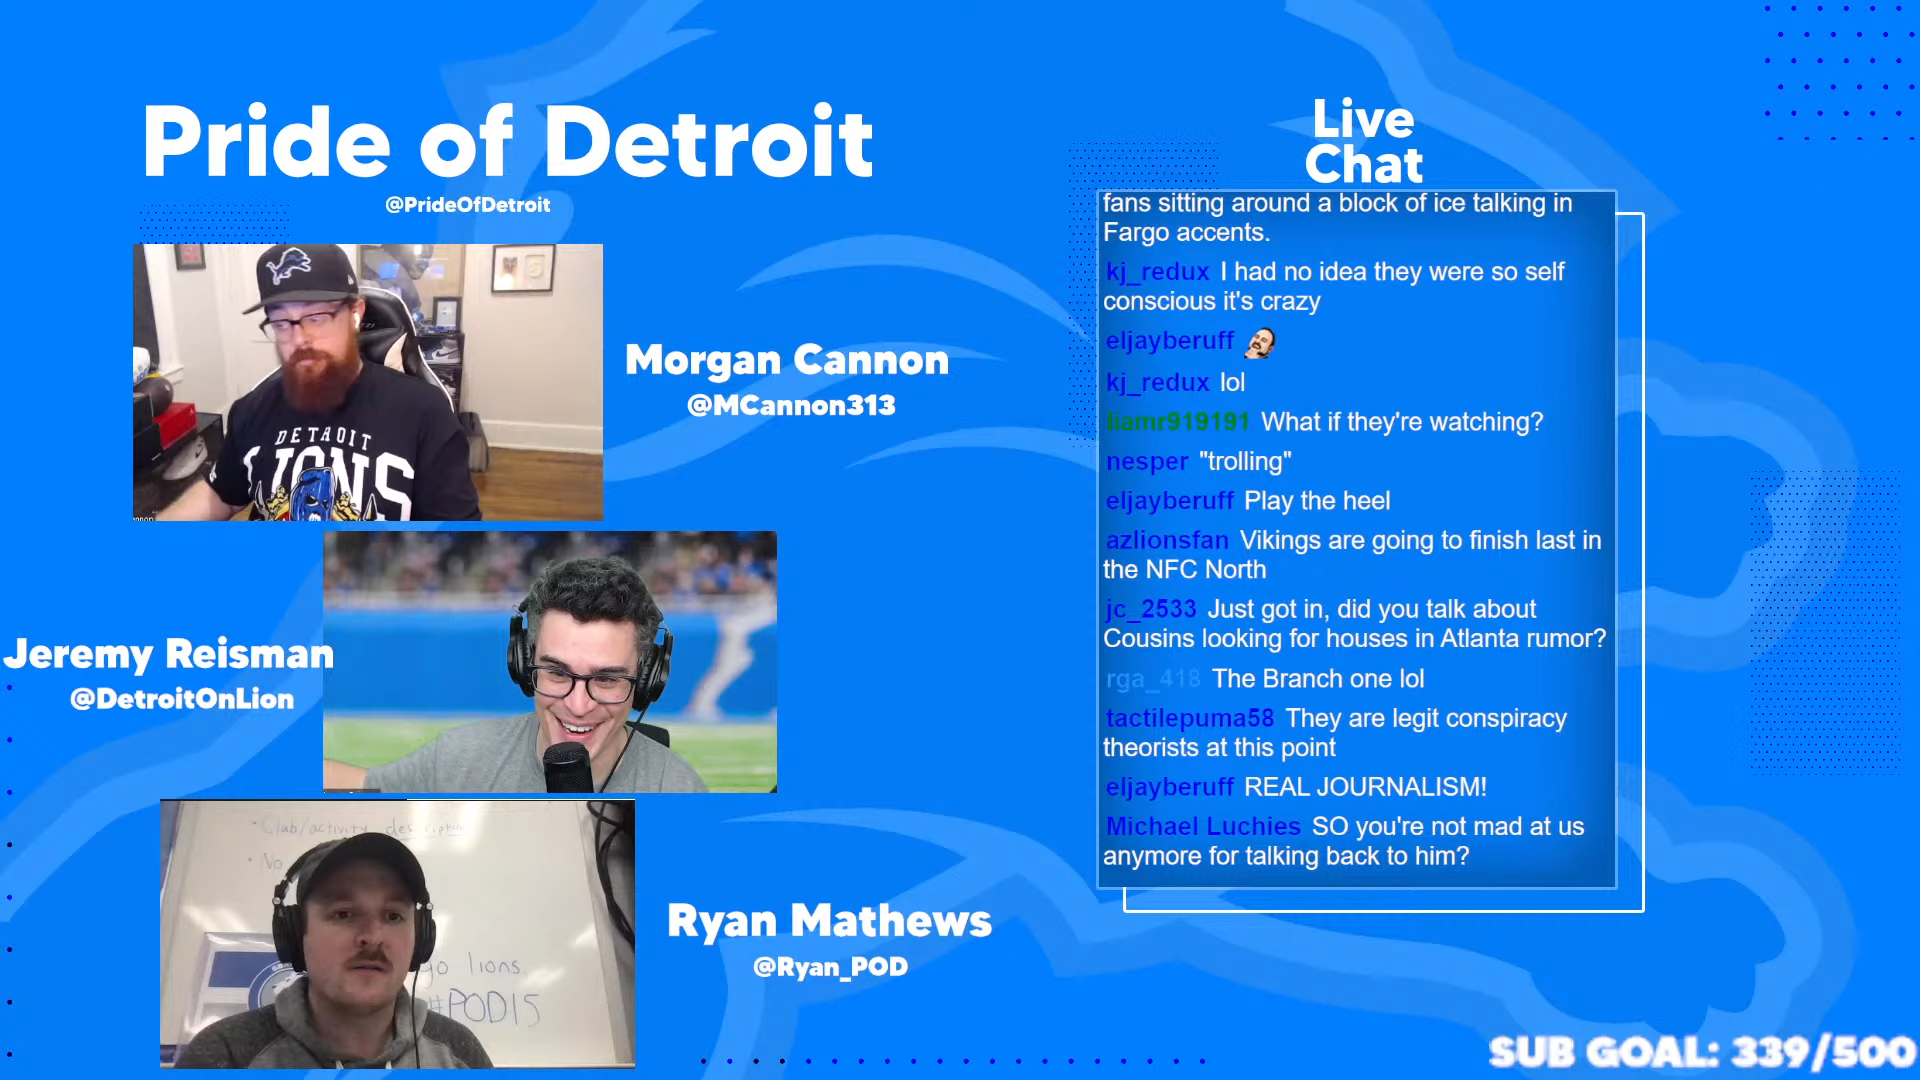 Pride of Detroit
@PrideOfDetroit
Live
Chat
fans sitting around a block of ice talking in
Fargo accents.
kj_redux I had no idea they were so self
conscious it's crazy
eljayberuff
kj_redux lol
liamr919191 What if they're watching?
nesper "trolling"
eljayberuff Play the heel
azlionsfan Vikings are going to finish last in
the NFC North
jc_2533 Just got in, did you talk about
Cousins looking for houses in Atlanta rumor?
rga_418 The Branch one lol
tactilepuma58 They are legit conspiracy
theorists at this point
eljayberuff REAL JOURNALISM!
Michael Luchies SO you're not mad at us
anymore for talking back to him?
DETROIT
LIONS
Morgan Cannon
@MCannon313
Jeremy Reisman
@DetroitOnLion
• Club/activity description
• No
go lions
#POD15
Ryan Mathews
@Ryan_POD
SUB GOAL: 339/500